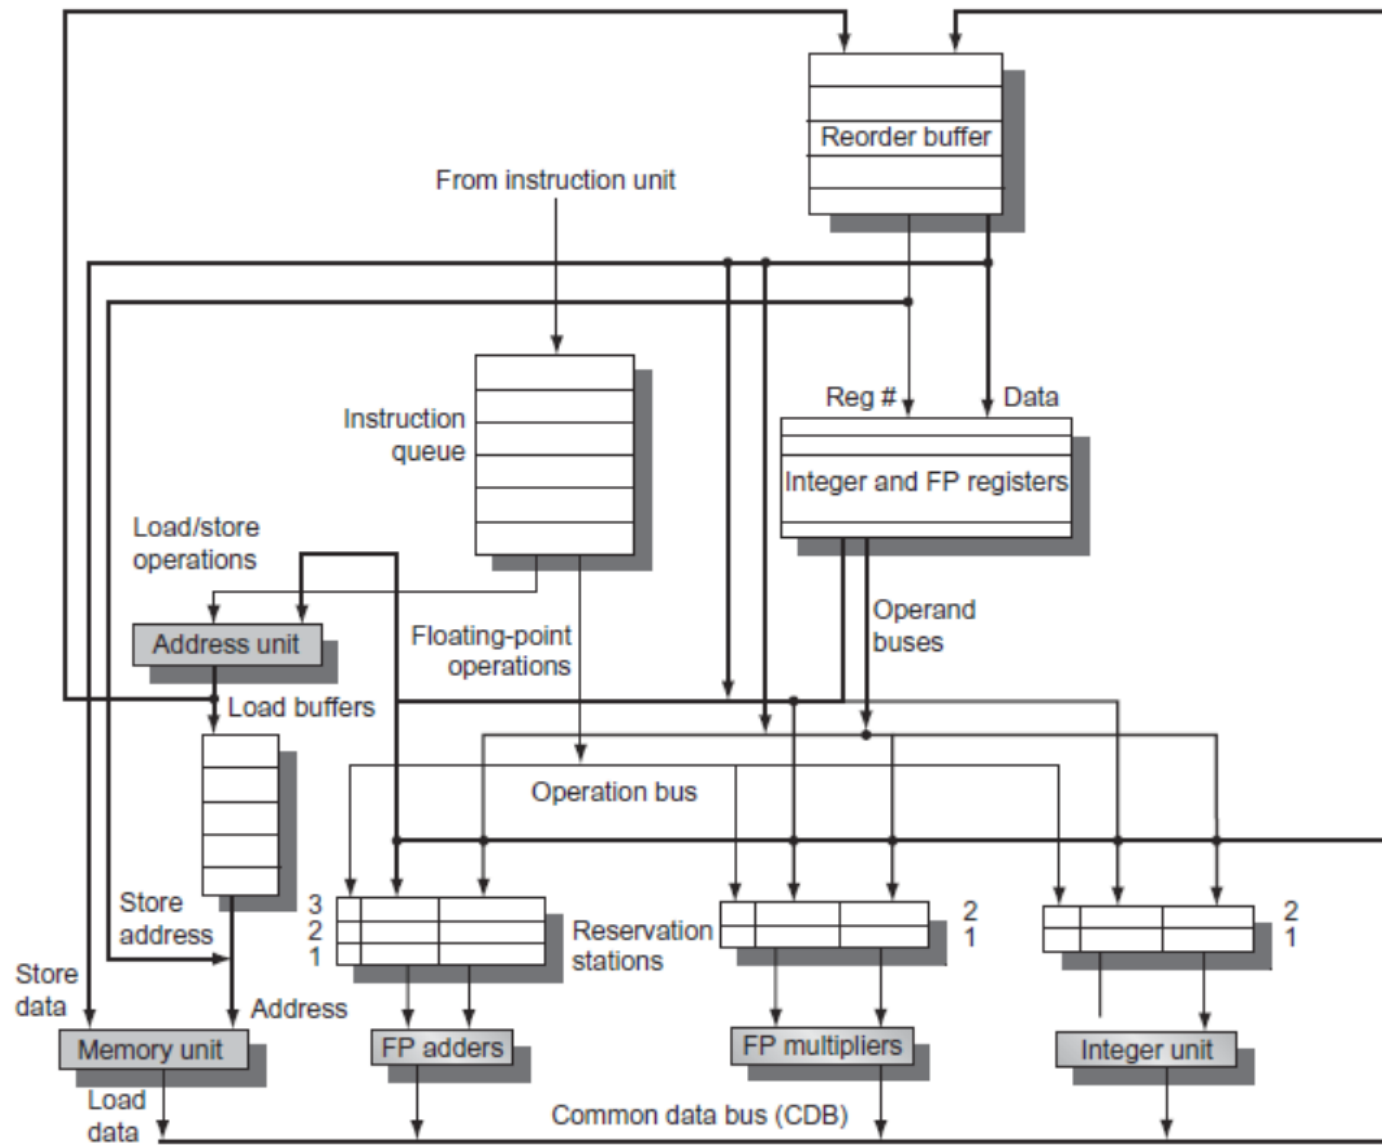 Reorder buffer
From instruction unit
Reg #
Data
Instruction
queue
Integer and FP registers
Load/store
operations
Operand
buses
Address unit
Floating-point
operations
Load buffers
Operation bus
Store
address
3
2
1
Reservation
stations
2
1
2
1
Store
data
Address
Memory unit
FP adders
FP multipliers
Integer unit
Load
data
Common data bus (CDB)